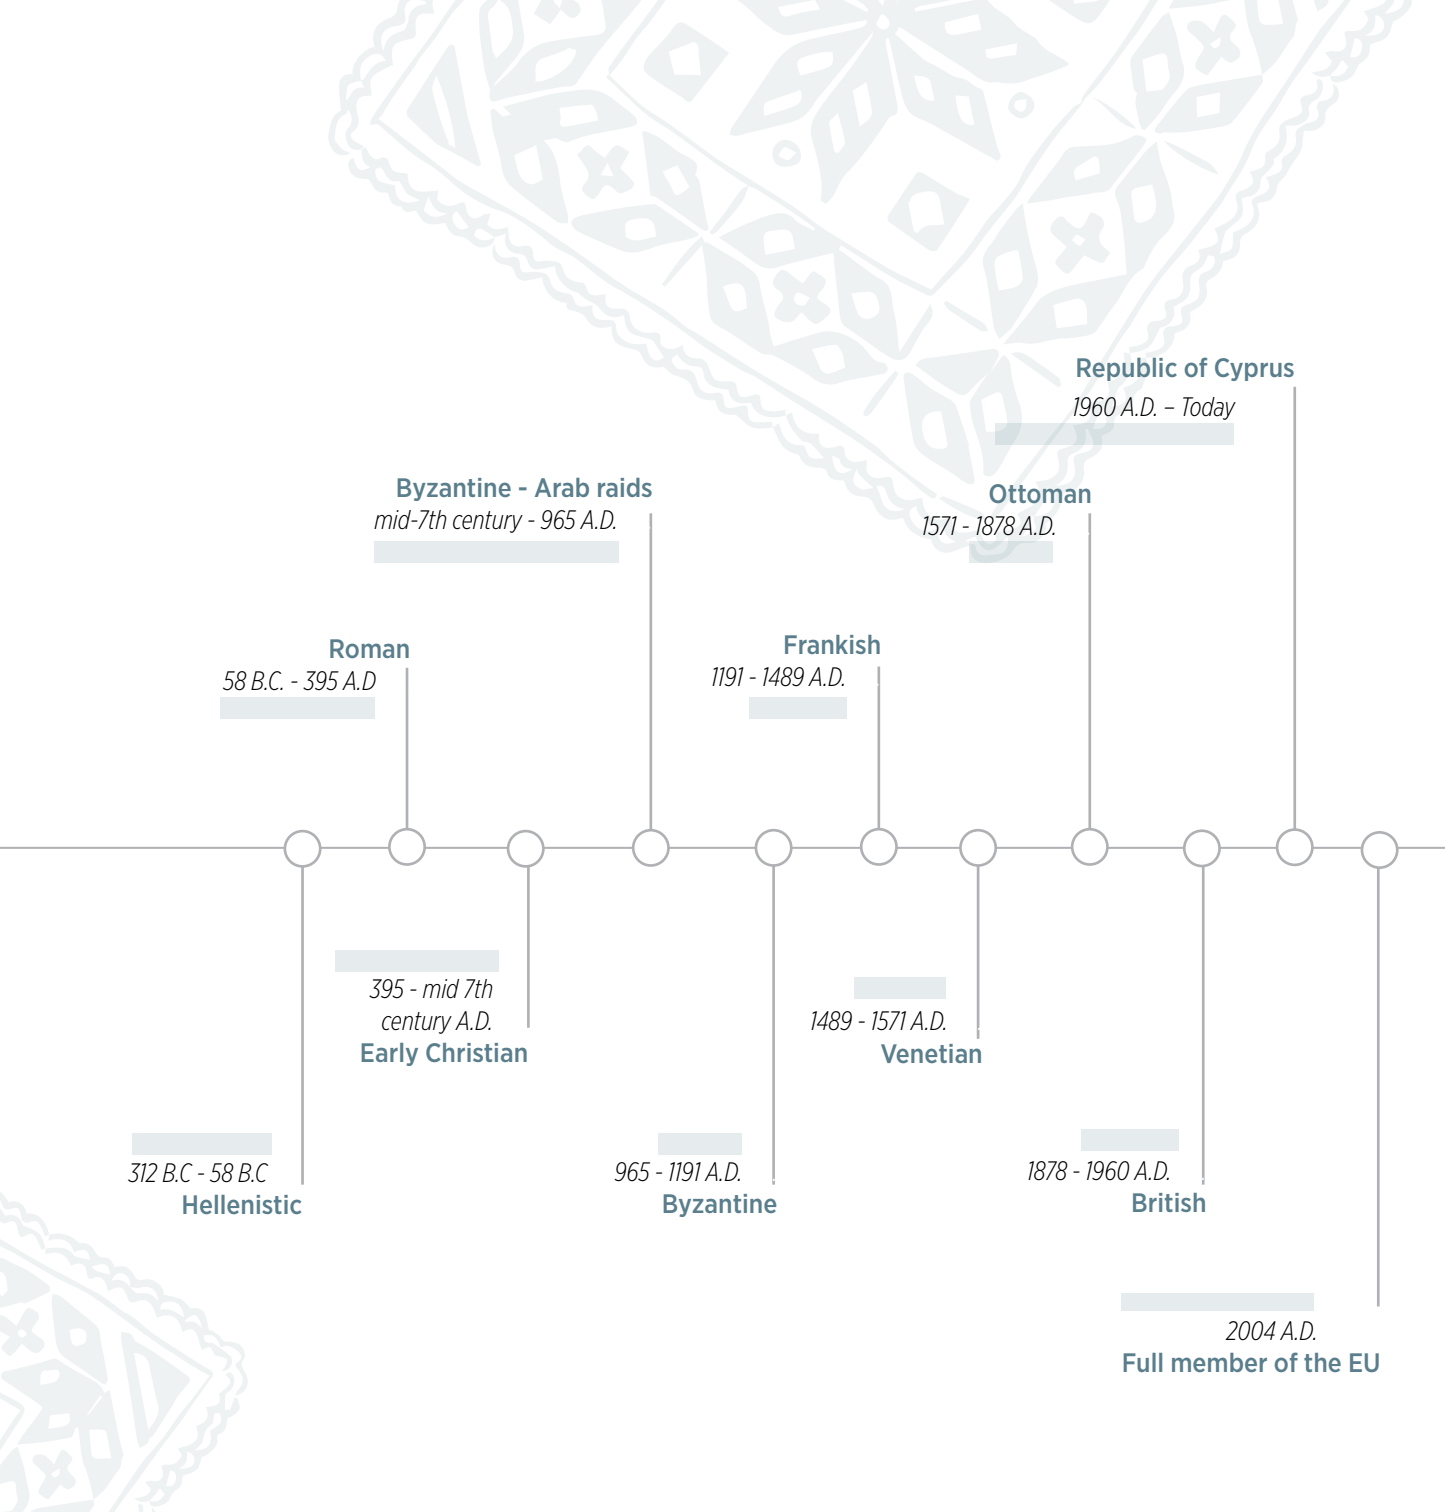 Republic of Cyprus
1960 A.D. – Today
Byzantine - Arab raids
mid-7th century - 965 A.D.
Ottoman
1571 - 1878 A.D.
Roman
58 B.C. - 395 A.D
Frankish
1191 - 1489 A.D.
395 - mid 7th
century A.D.
Early Christian
1489 - 1571 A.D.
Venetian
312 B.C - 58 B.C
Hellenistic
965 - 1191 A.D.
Byzantine
1878 - 1960 A.D.
British
2004 A.D.
Full member of the EU